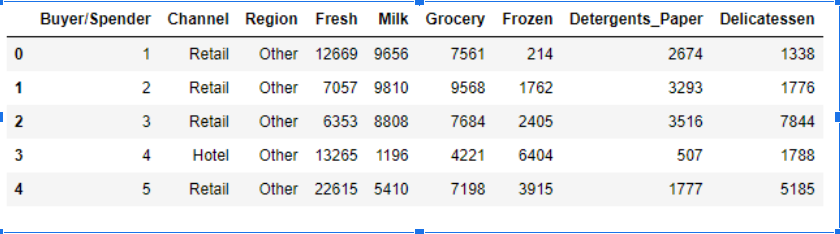 Buyer/Spender Channel Region Fresh Milk Grocery Frozen Detergents_Paper Delicatessen
0 1 Retail Other 12669 9656 7561 214 2674 1338
1 2 Retail Other 7057 9810 9568 1762 3293 1776
2 3 Retail Other 6353 8808 7684 2405 3516 7844
3 4 Hotel Other 13265 1196 4221 6404 507 1788
4 5 Retail Other 22615 5410 7198 3915 1777 5185